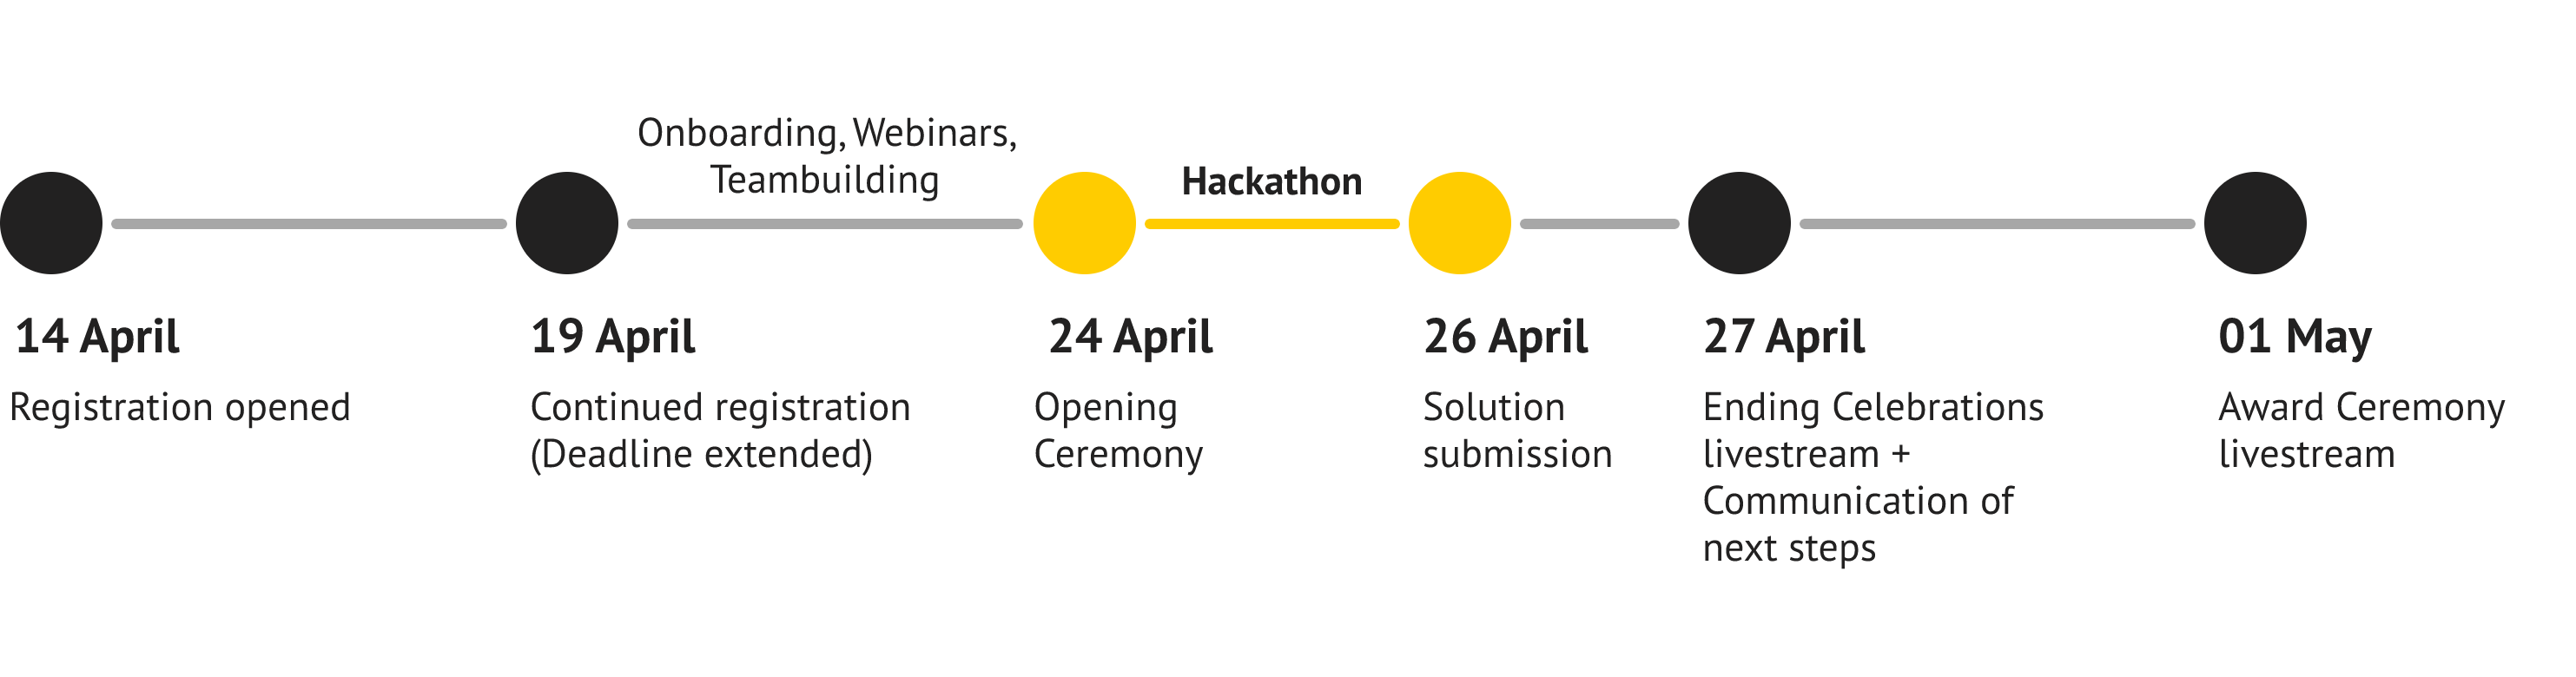 Onboarding, Webinars,
Teambuilding
Hackathon
14 April
Registration opened
19 April
Continued registration
(Deadline extended)
24 April
Opening
Ceremony
26 April
Solution
submission
27 April
Ending Celebrations
livestream +
Communication of
next steps
01 May
Award Ceremony
livestream